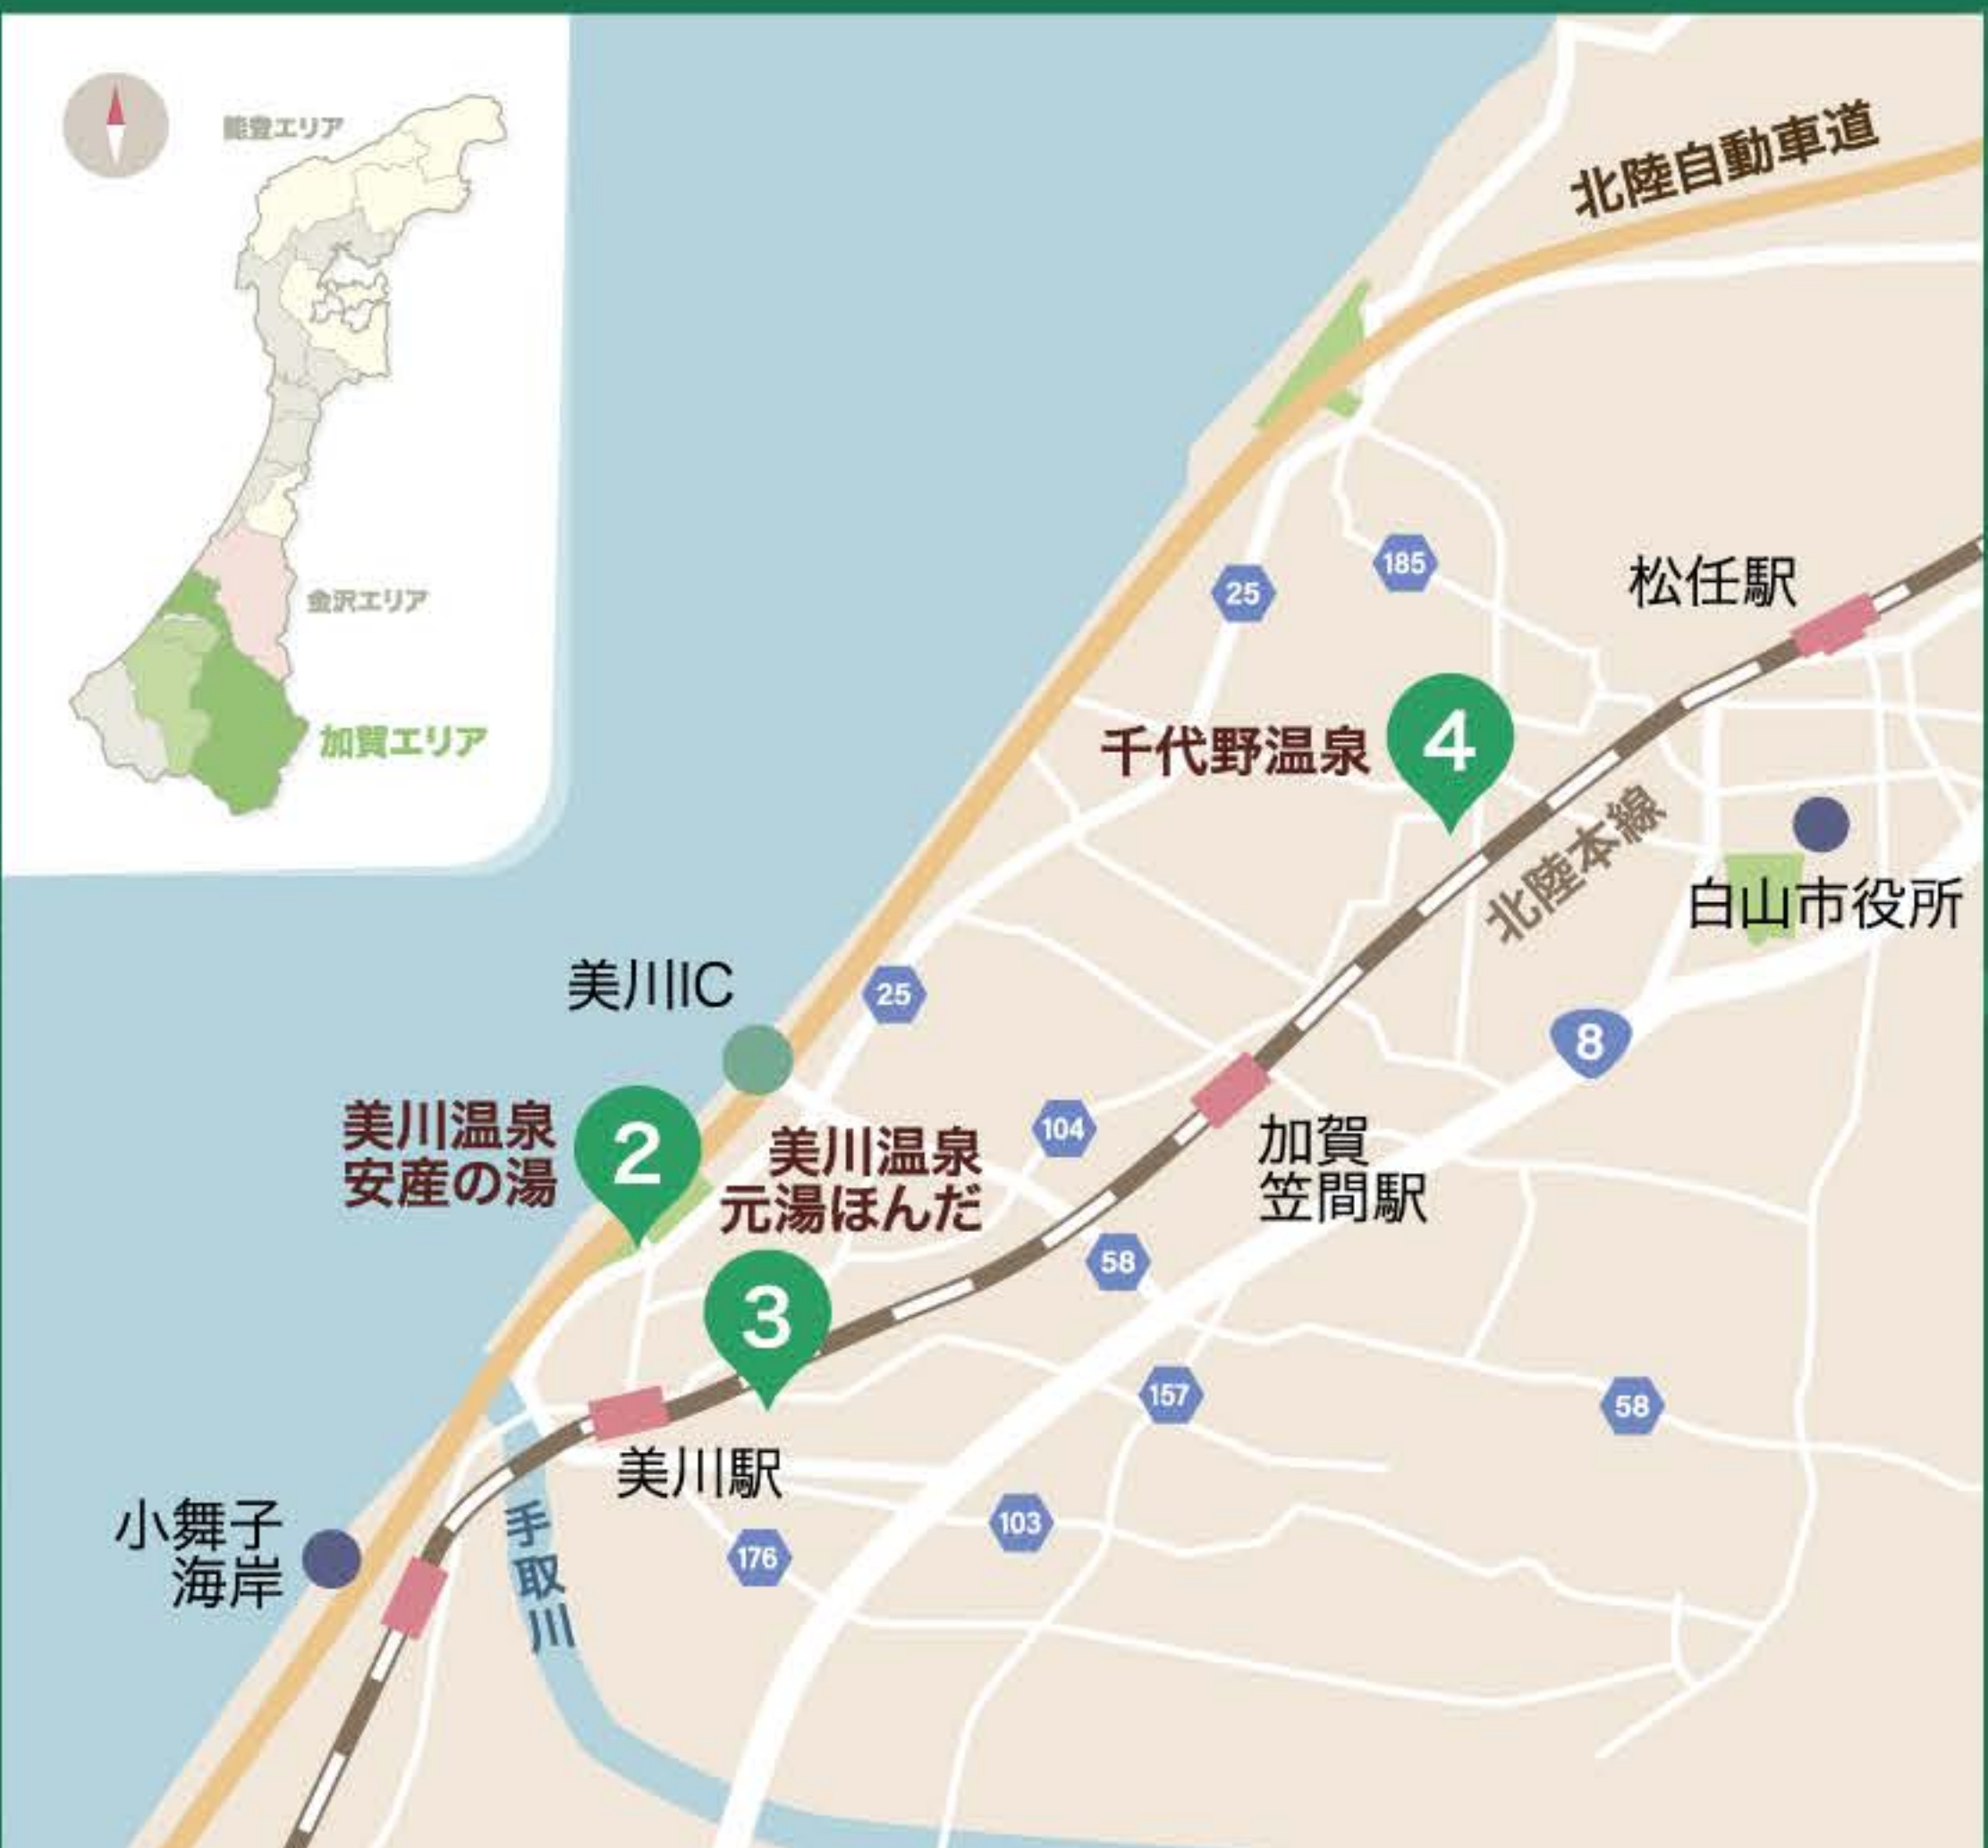 能登エリア
金沢エリア
加賀エリア
北陸自動車道
185
25
松任駅
千代野温泉
4
北陸本線
白山市役所
美川IC
25
8
美川温泉
安産の湯
2
美川温泉
元湯ほんだ
104
加賀
笠間駅
58
3
157
58
美川駅
103
176
小舞子
海岸
手取川